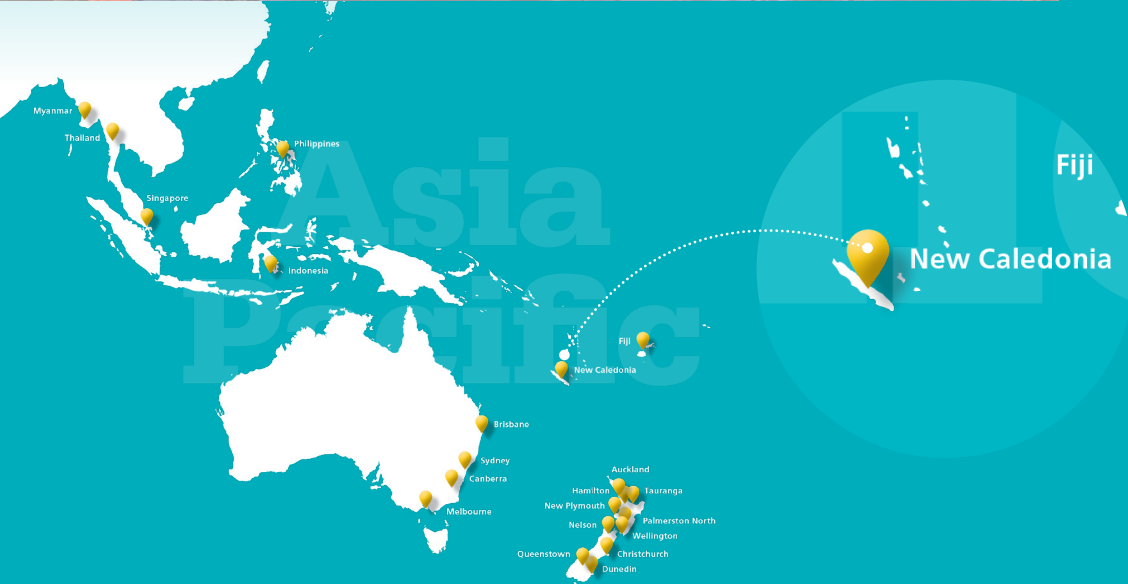 Asia
Pacific
Myanmar
Thailand
Philippines
Singapore
Indonesia
Fiji
New Caledonia
Fiji
New Caledonia
Brisbane
Sydney
Canberra
Melbourne
Auckland
Hamilton
Tauranga
New Plymouth
Palmerston North
Nelson
Wellington
Queenstown
Christchurch
Dunedin